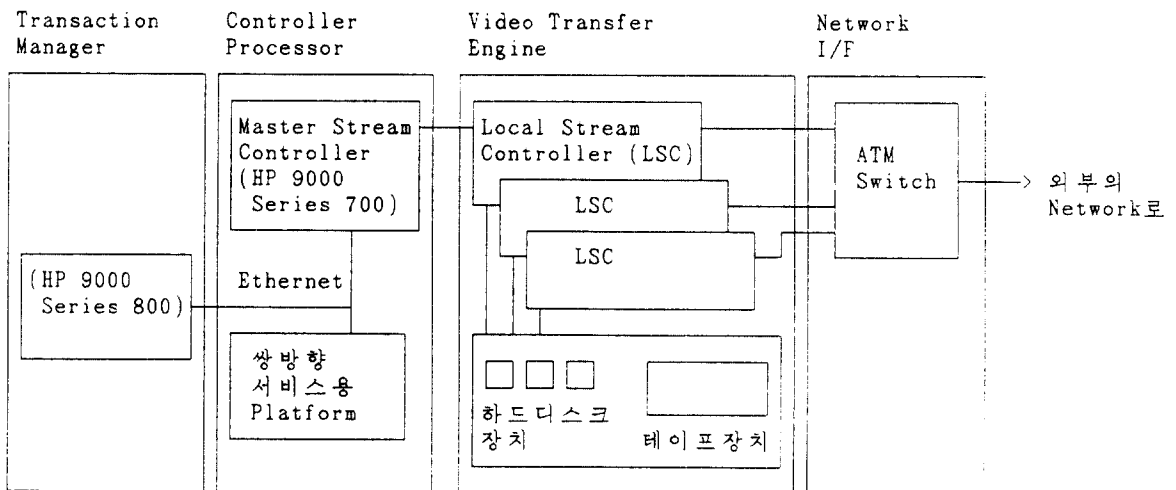 Transaction
Manager
Controller
Processor
Video Transfer
Engine
Network
I/F
Master Stream
Controller
(HP 9000
Series 700)
Local Stream
Controller (LSC)
LSC
LSC
ATM
Switch
외부의
Network로
(HP 9000
Series 800)
Ethernet
쌍방향
서비스용
Platform
하드디스크
장치
테이프장치